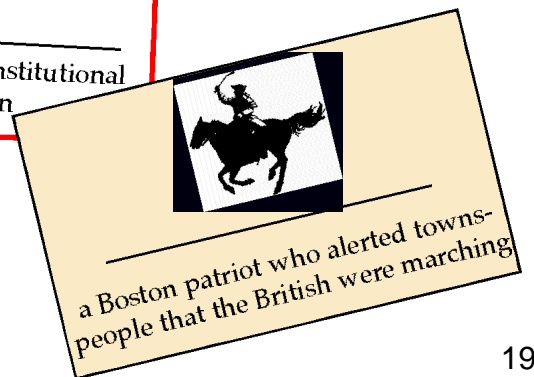 nstitutional
n
a Boston patriot who alerted towns-
people that the British were marching
19